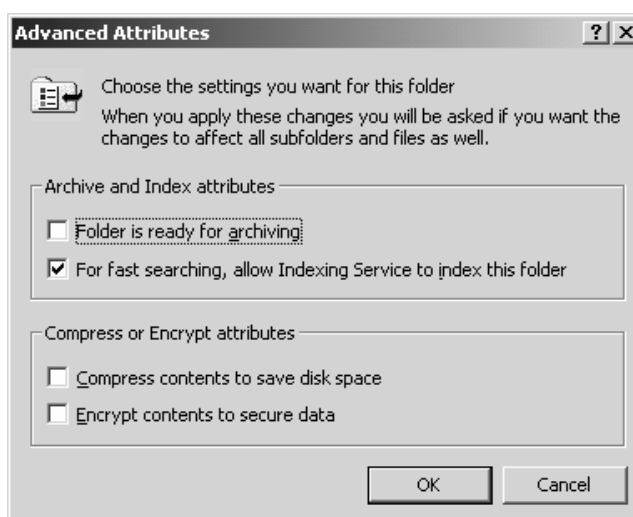 Advanced Attributes
Choose the settings you want for this folder
When you apply these changes you will be asked if you want the
changes to affect all subfolders and files as well.
Archive and Index attributes
Folder is ready for archiving
For fast searching, allow Indexing Service to index this folder
Compress or Encrypt attributes
Compress contents to save disk space
Encrypt contents to secure data
OK Cancel